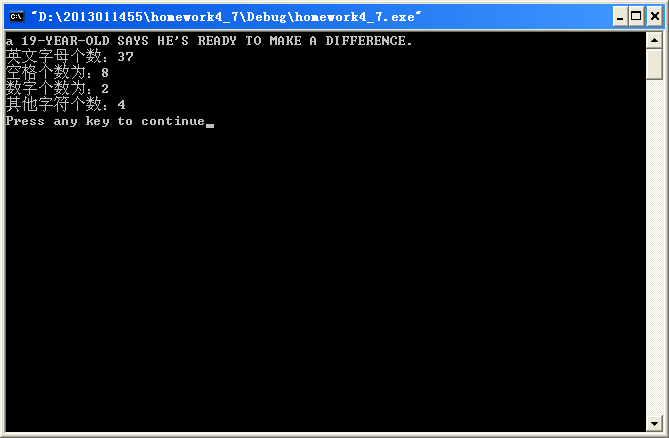 "D:\2013011455\homework4_7\Debug\homework4_7.exe"
a 19-YEAR-OLD SAYS HE'S READY TO MAKE A DIFFERENCE.
英文字母个数：37
空格个数为：8
数字个数为：2
其他字符个数：4
Press any key to continue